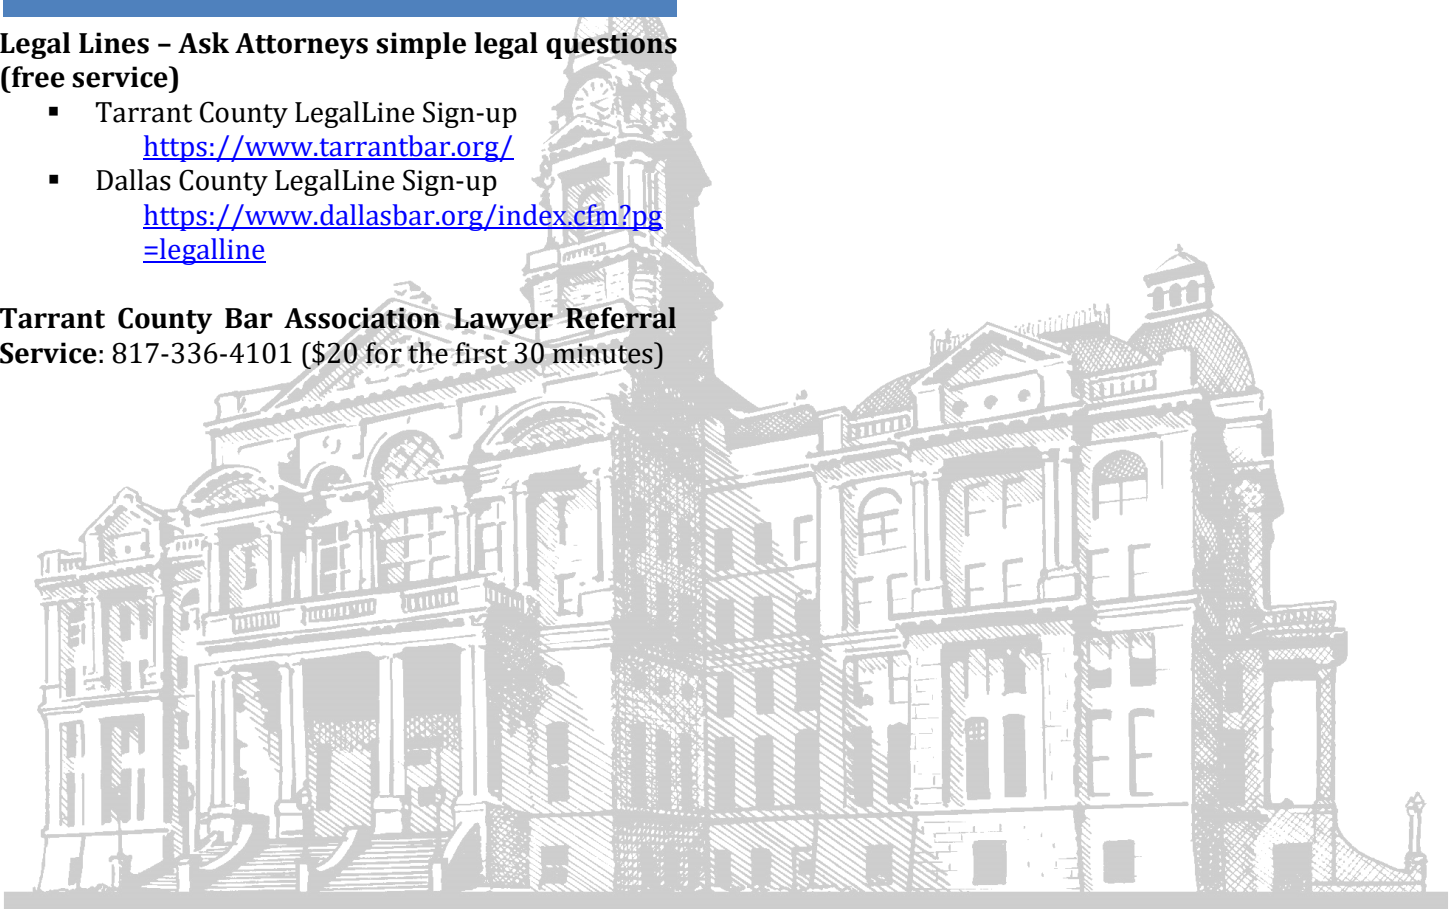 Legal Lines – Ask Attorneys simple legal questions
(free service)
▪ Tarrant County LegalLine Sign-up
https://www.tarrantbar.org/
▪ Dallas County LegalLine Sign-up
https://www.dallasbar.org/index.cfm?pg
=legalline
Tarrant County Bar Association Lawyer Referral
Service: 817-336-4101 ($20 for the first 30 minutes)